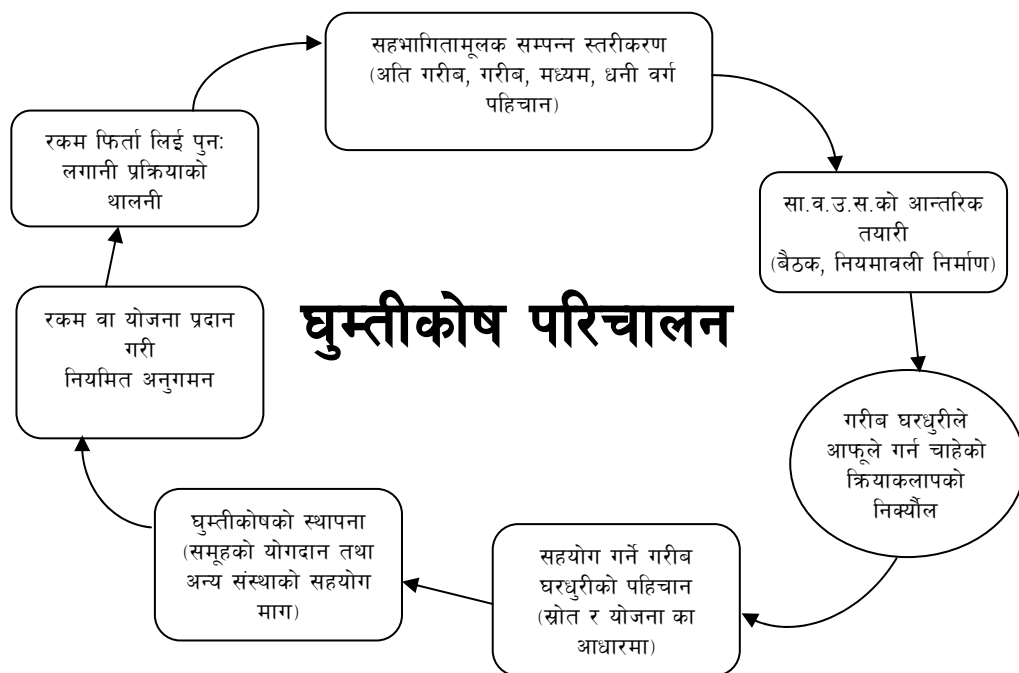 सहभागितामूलक सम्पन्न स्तरीकरण
(अति गरीब, गरीब, मध्यम, धनी वर्ग
पहिचान)
सा.व.उ.स.को आन्तरिक
तयारी
(बैठक, नियमावली निर्माण)
गरीब घरधुरीले
आफूले गर्न चाहेको
क्रियाकलापको
निर्क्यौल
सहयोग गर्ने गरीब
घरधुरीको पहिचान
(स्रोत र योजना का
आधारमा)
घुम्तीकोषको स्थापना
(समूहको योगदान तथा
अन्य संस्थाको सहयोग
माग)
रकम वा योजना प्रदान
गरी
नियमित अनुगमन
रकम फिर्ता लिई पुनः
लगानी प्रक्रियाको
थालनी
घुम्तीकोष परिचालन